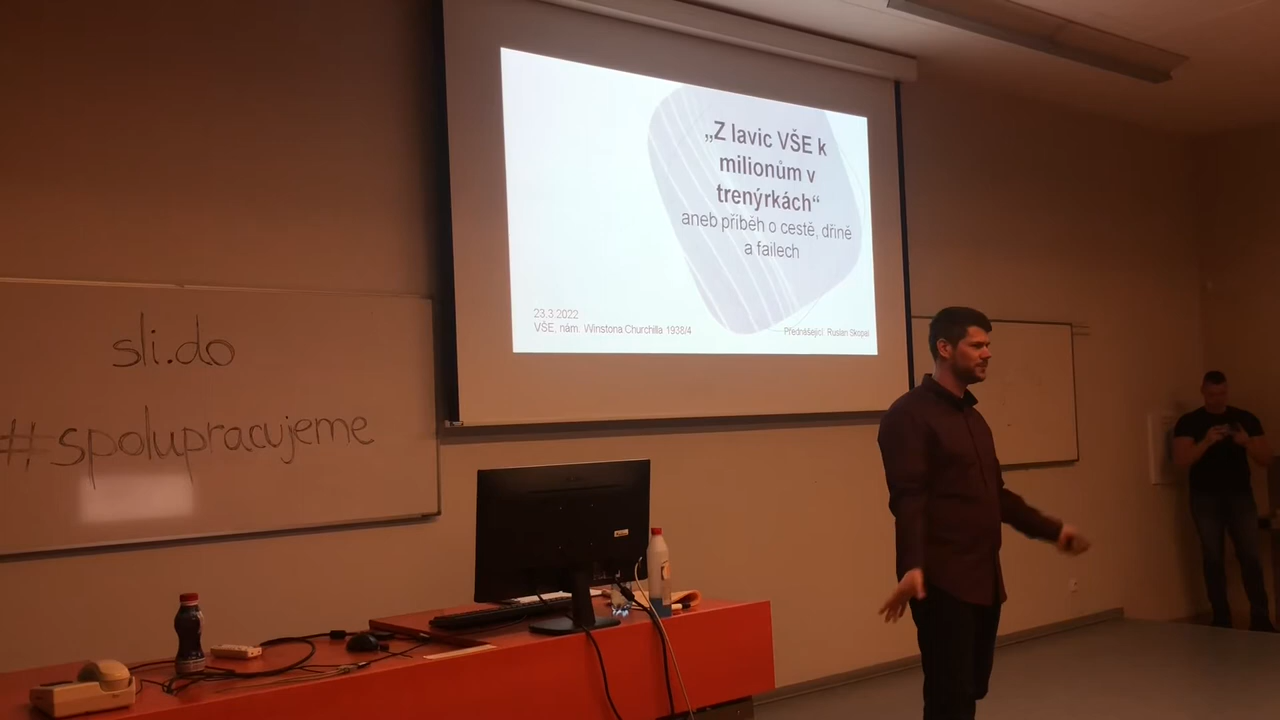 „Z lavic VŠE k
milionům v
trenýrkách“
aneb příběh o cestě, dřině
a failech
23.3.2022
VŠE, nám. Winstona Churchilla 1938/4
Přednášející: Ruslan Skopal
sli.do
#spolupracujeme